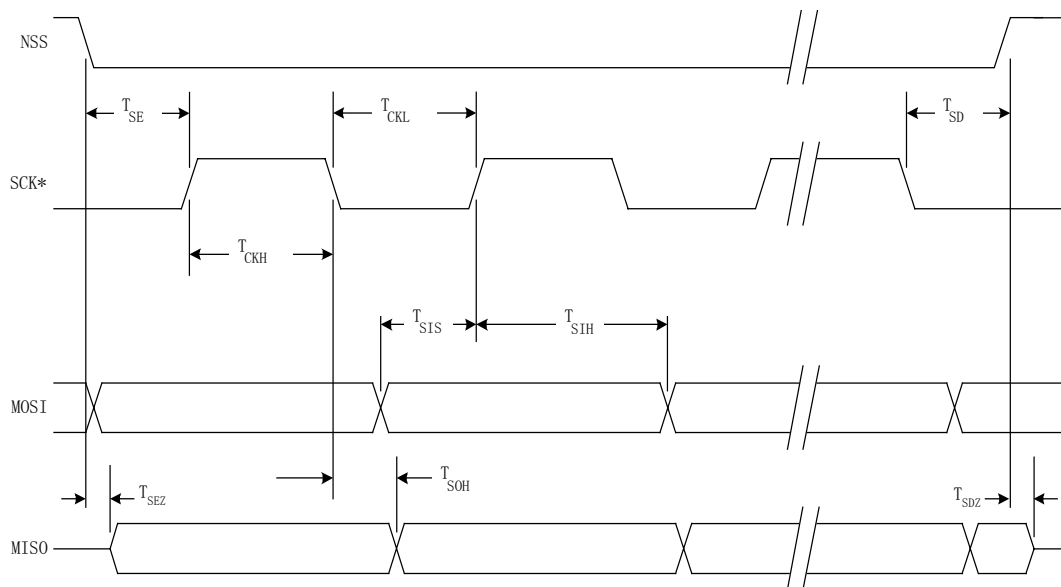 NSS
T_SE
T_CKL
T_SD
SCK*
T_CKH
T_SIS
T_SIH
MOSI
T_SOH
T_SEZ
T_SDZ
MISO